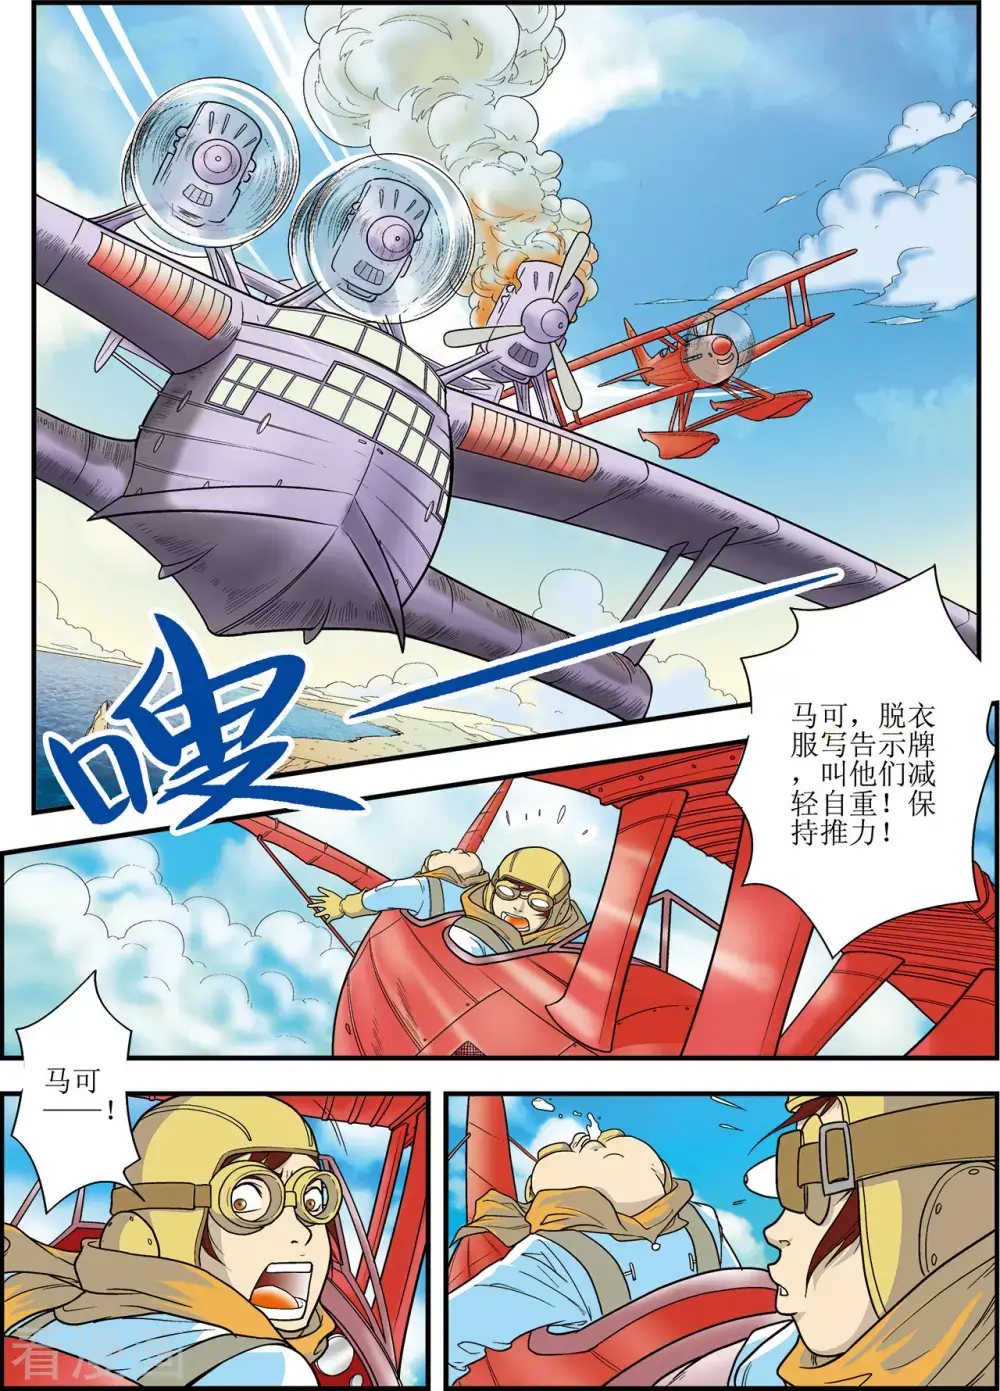 嗖—
马可，脱衣
服写告示牌
，叫他们减
轻自重！保
持推力！
马可
——！
看漫画